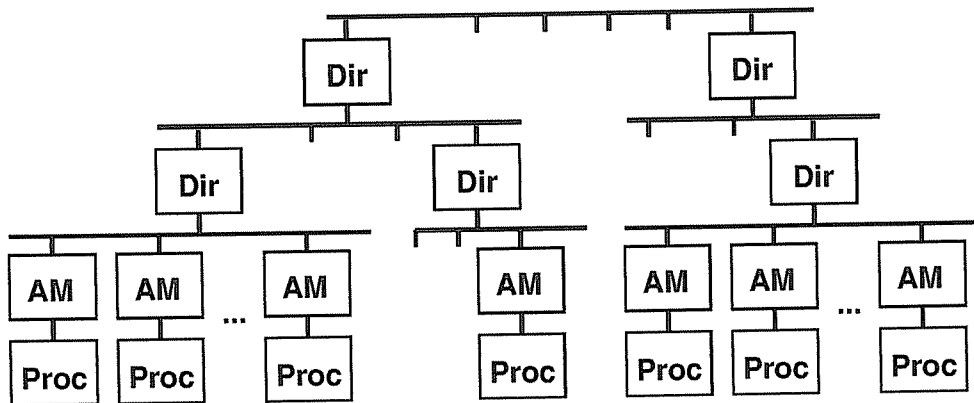 Dir Dir
Dir Dir Dir
AM AM AM AM AM AM AM
... ...
Proc Proc Proc Proc Proc Proc Proc